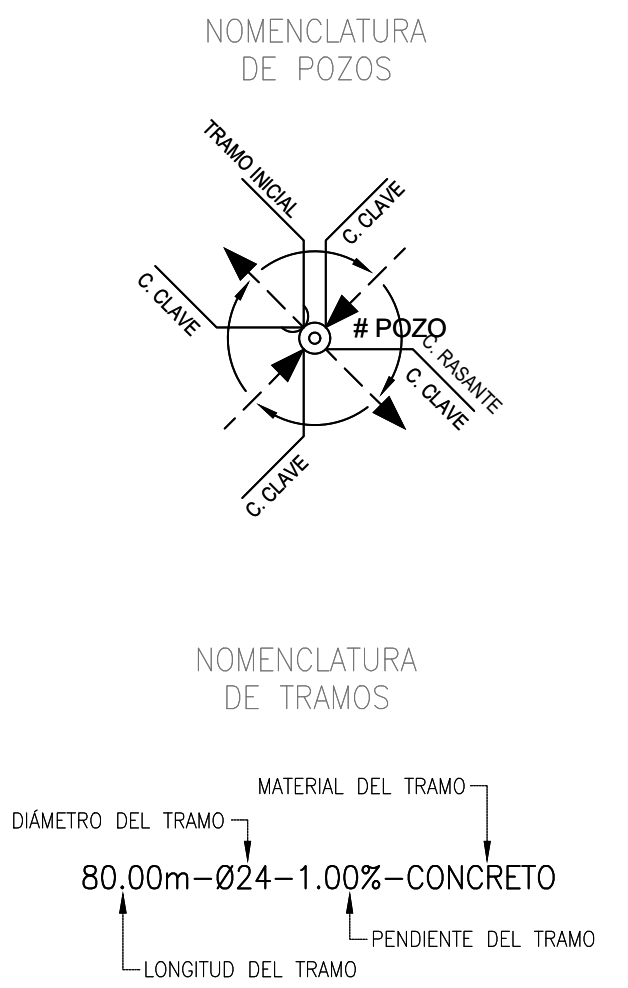 NOMENCLATURA
DE POZOS
TRAMO INICIAL
C. CLAVE
C. CLAVE
# POZO
C. RASANTE
C. CLAVE
C. CLAVE
NOMENCLATURA
DE TRAMOS
MATERIAL DEL TRAMO
DIÁMETRO DEL TRAMO
80.00m-Ø24-1.00%-CONCRETO
PENDIENTE DEL TRAMO
LONGITUD DEL TRAMO